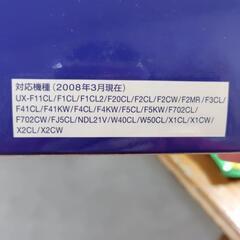 対応機種(2008年3月現在)
UX-F11CL/F1CL/F1CL2/F20CL/F2CL/F2CW/F2MR/F3CL/
F41CL/F41KW/F4CL/F4KW/F5CL/F5KW/F702CL/
F702CW/FJ5CL/NDL21V/W40CL/W50CL/X1CL/X1CW/
X2CL/X2CW